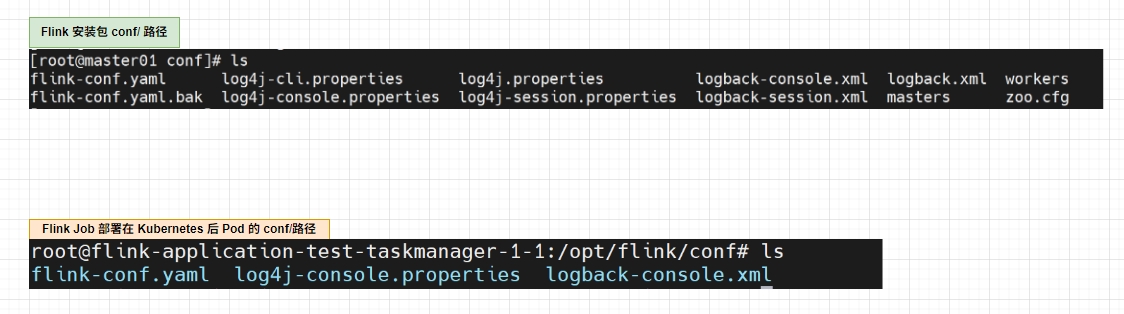 Flink 安装包 conf/ 路径
[root@master01 conf]# ls
flink-conf.yaml log4j-cli.properties log4j.properties logback-console.xml logback.xml workers
flink-conf.yaml.bak log4j-console.properties log4j-session.properties logback-session.xml masters zoo.cfg
Flink Job 部署在 Kubernetes 后 Pod 的 conf/路径
root@flink-application-test-taskmanager-1-1:/opt/flink/conf# ls
flink-conf.yaml log4j-console.properties logback-console.xml